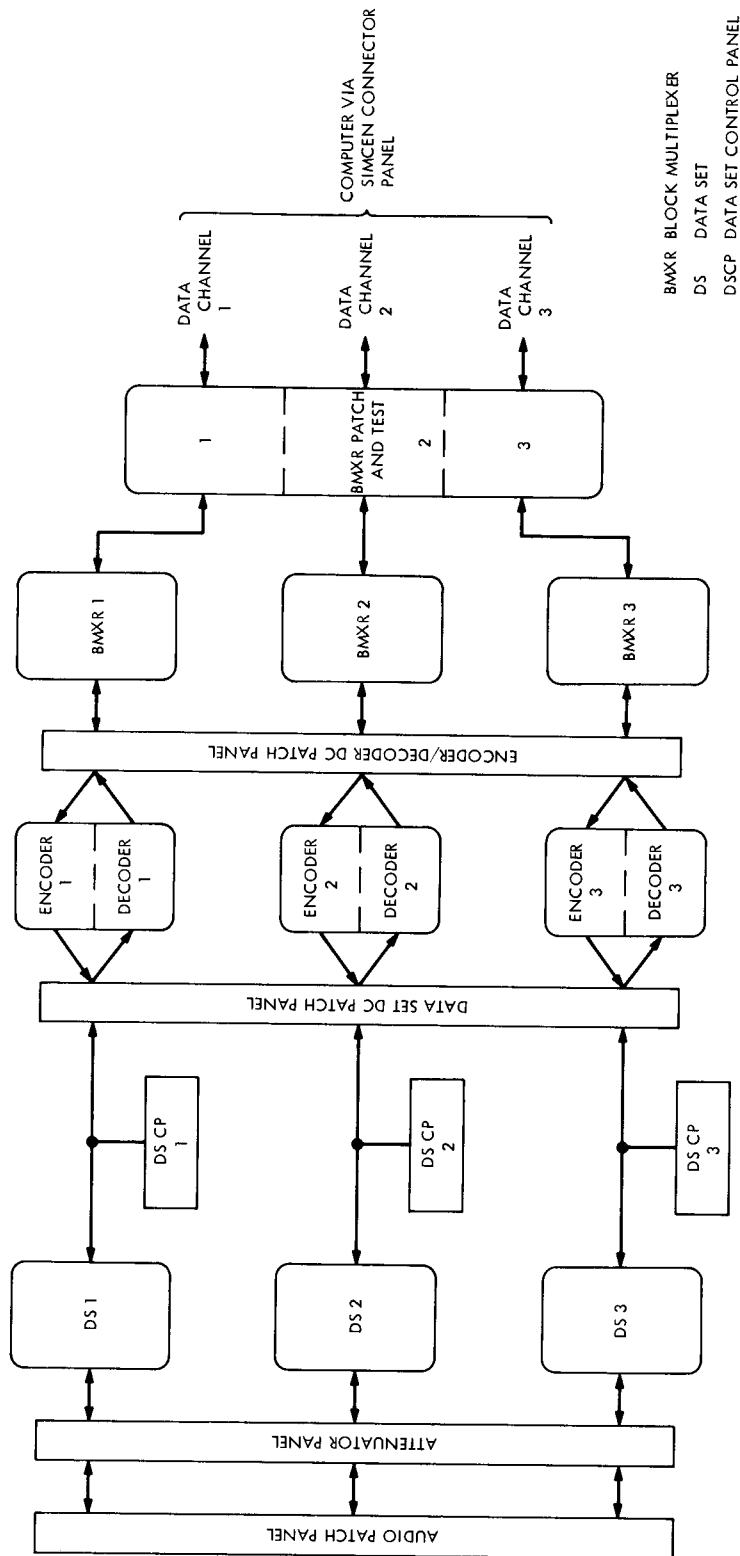 AUDIO PATCH PANEL
ATTENUATOR PANEL
DS 1
DS 2
DS 3
DS CP
1
DS CP
2
DS CP
3
DATA SET DC PATCH PANEL
ENCODER
1
DECODER
1
ENCODER
2
DECODER
2
ENCODER
3
DECODER
3
ENCODER/DECODER DC PATCH PANEL
BMXR 1
BMXR 2
BMXR 3
1
BMXR PATCH
AND TEST
2
3
DATA
CHANNEL
1
DATA
CHANNEL
2
DATA
CHANNEL
3
COMPUTER VIA
SIMCEN CONNECTOR
PANEL
BMXR BLOCK MULTIPLEXER
DS DATA SET
DSCP DATA SET CONTROL PANEL